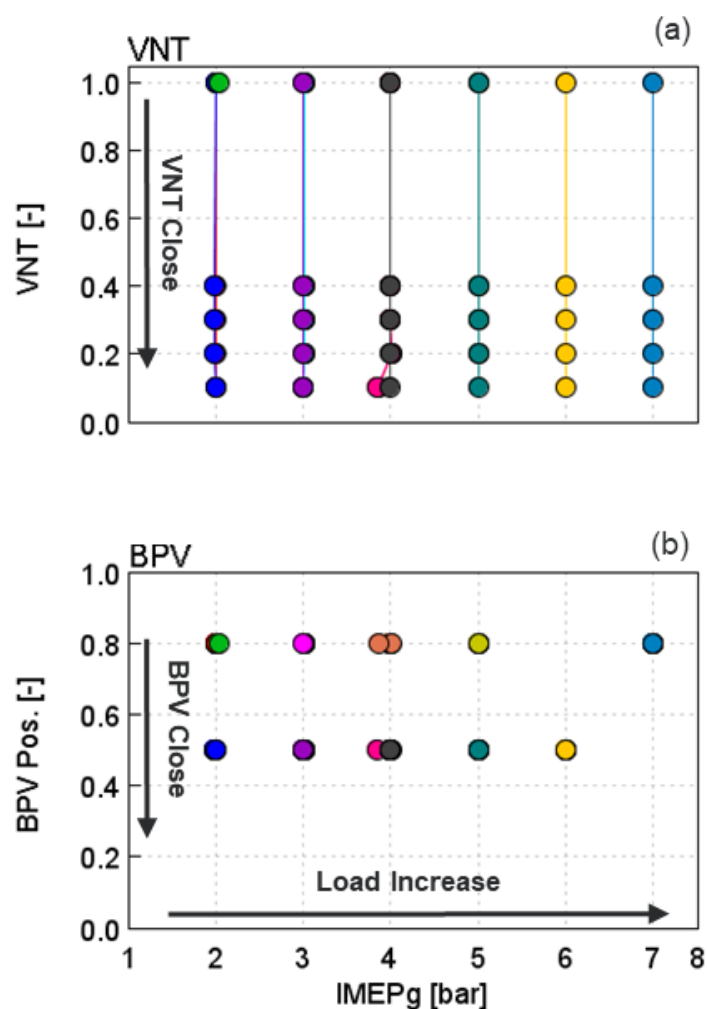 (a)
VNT
1.0
0.8
0.6
0.4
0.2
0.0
VNT [-]
VNT Close
(b)
BPV
1.0
0.8
0.6
0.4
0.2
0.0
BPV Pos. [-]
BPV Close
Load Increase
1 2 3 4 5 6 7 8
IMEPg [bar]